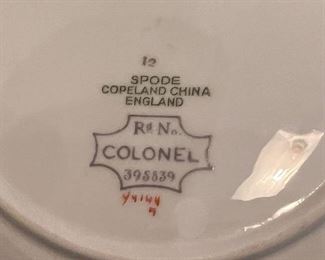 12
SPODE
COPELAND CHINA
ENGLAND
Rd No.
COLONEL
398839